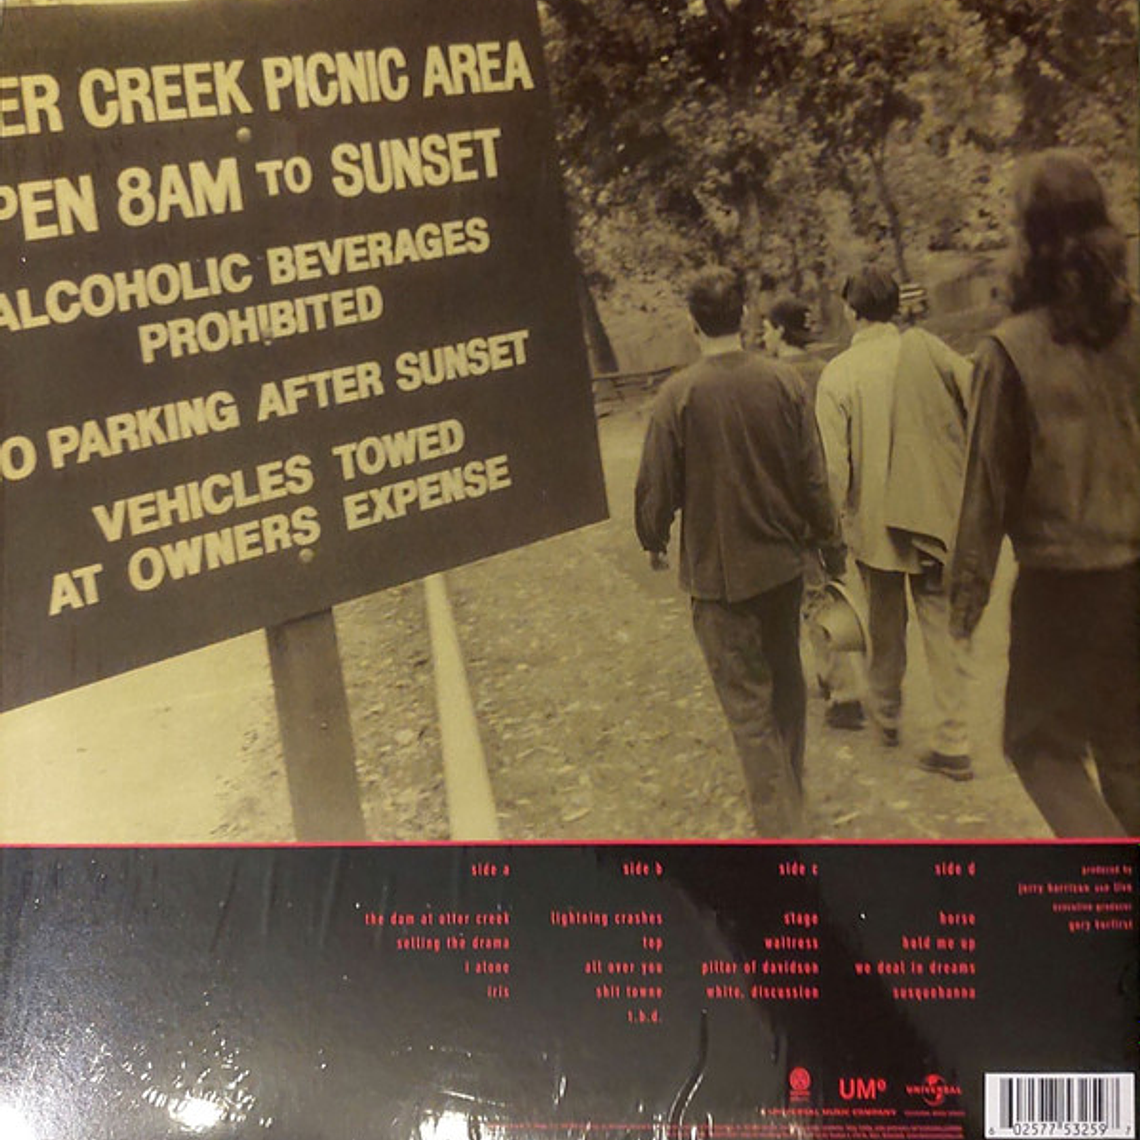 ER CREEK PICNIC AREA
PEN 8AM TO SUNSET
ALCOHOLIC BEVERAGES
PROHIBITED
O PARKING AFTER SUNSET
VEHICLES TOWED
AT OWNERS EXPENSE
side a
the dam at otter creek
selling the drama
i alone
iris
side b
lightning crashes
top
all over you
shit towne
t.b.d.
side c
stage
waitress
pillar of davidson
white, discussion
side d
horse
hold me up
we deal in dreams
susquehanna
produced by
jerry harrison and live
executive producer
gary kurfirst
UMe
UNIVERSAL
A UNIVERSAL MUSIC COMPANY
6 02577 53259 7